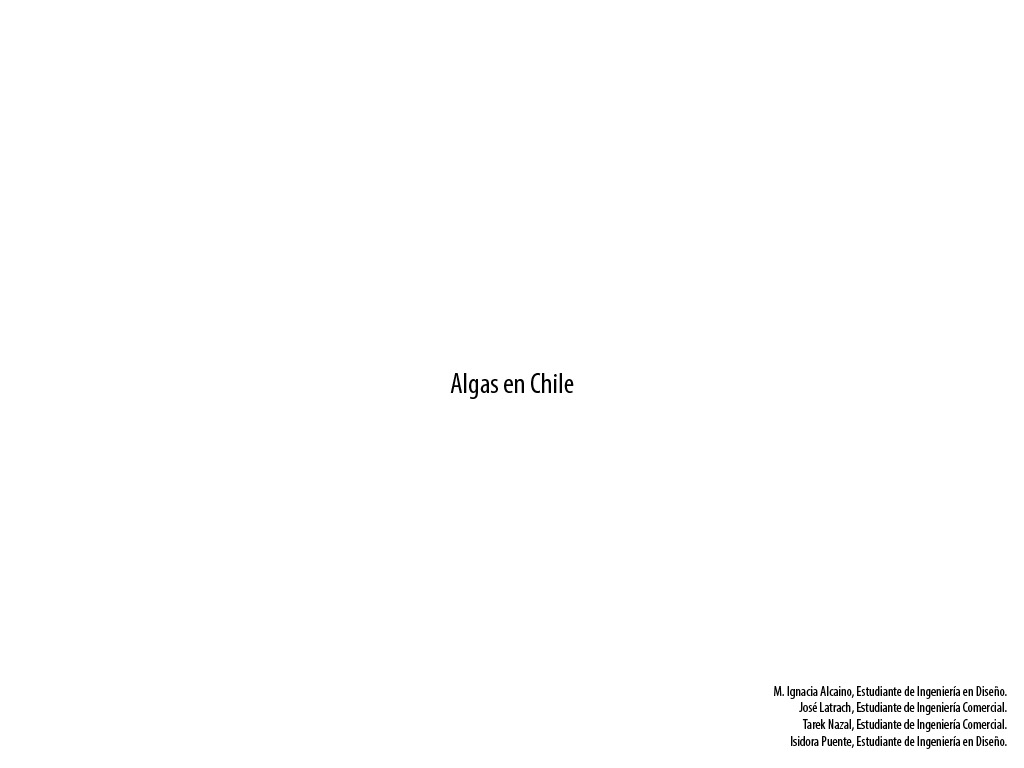 Algas en Chile
M. Ignacia Alcaino, Estudiante de Ingeniería en Diseño.
José Latrach, Estudiante de Ingeniería Comercial.
Tarek Nazal, Estudiante de Ingeniería Comercial.
Isidora Puente, Estudiante de Ingeniería en Diseño.